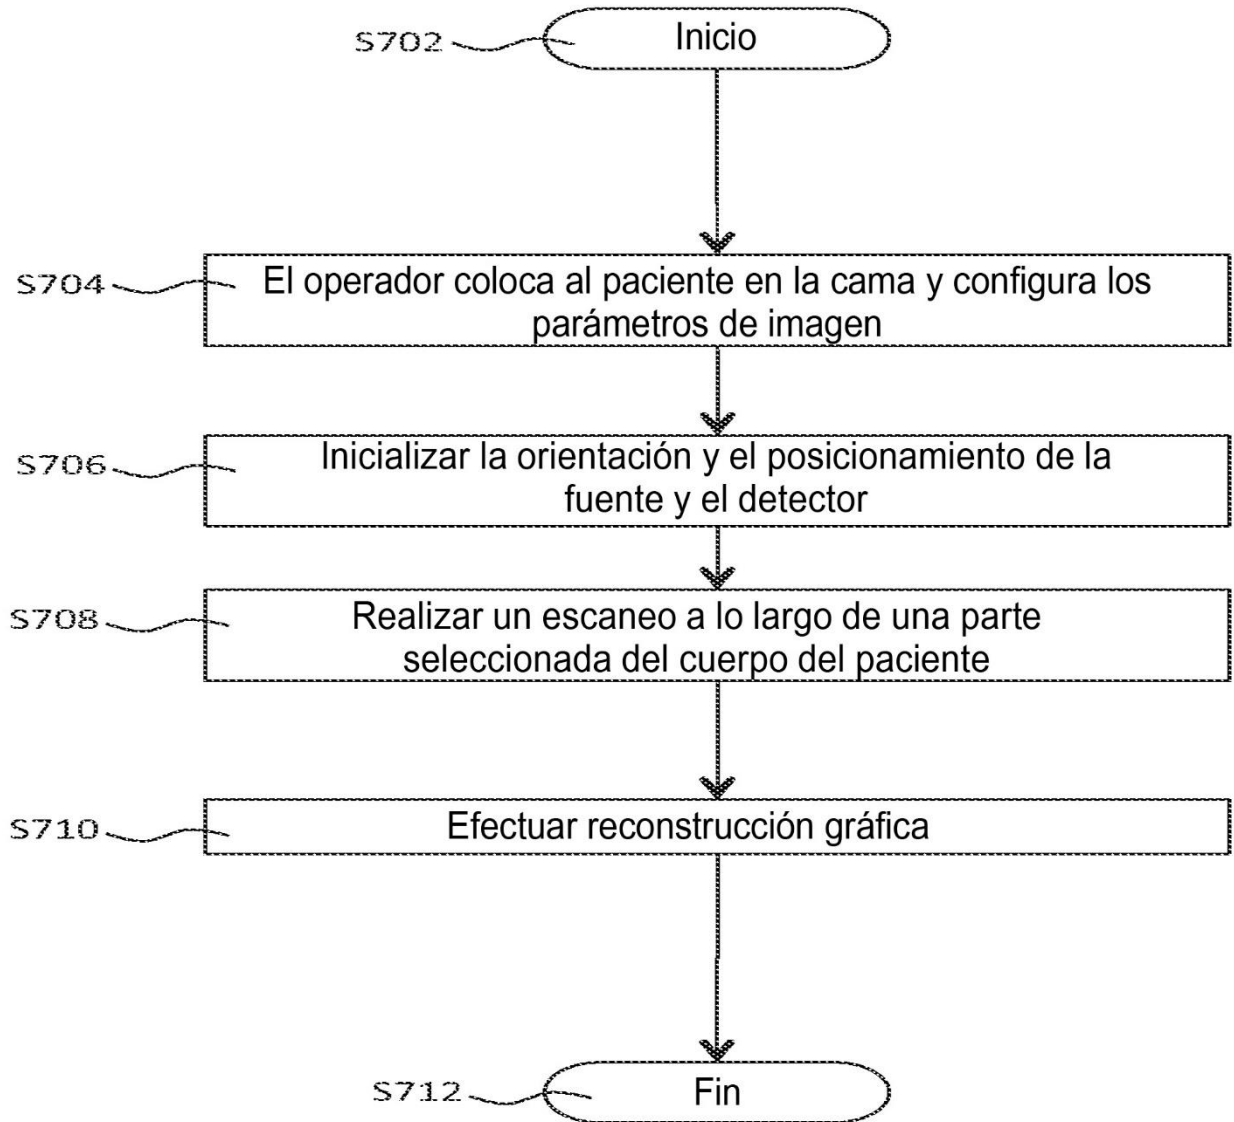 S702
Inicio
S704
El operador coloca al paciente en la cama y configura los
parámetros de imagen
S706
Inicializar la orientación y el posicionamiento de la
fuente y el detector
S708
Realizar un escaneo a lo largo de una parte
seleccionada del cuerpo del paciente
S710
Efectuar reconstrucción gráfica
S712
Fin